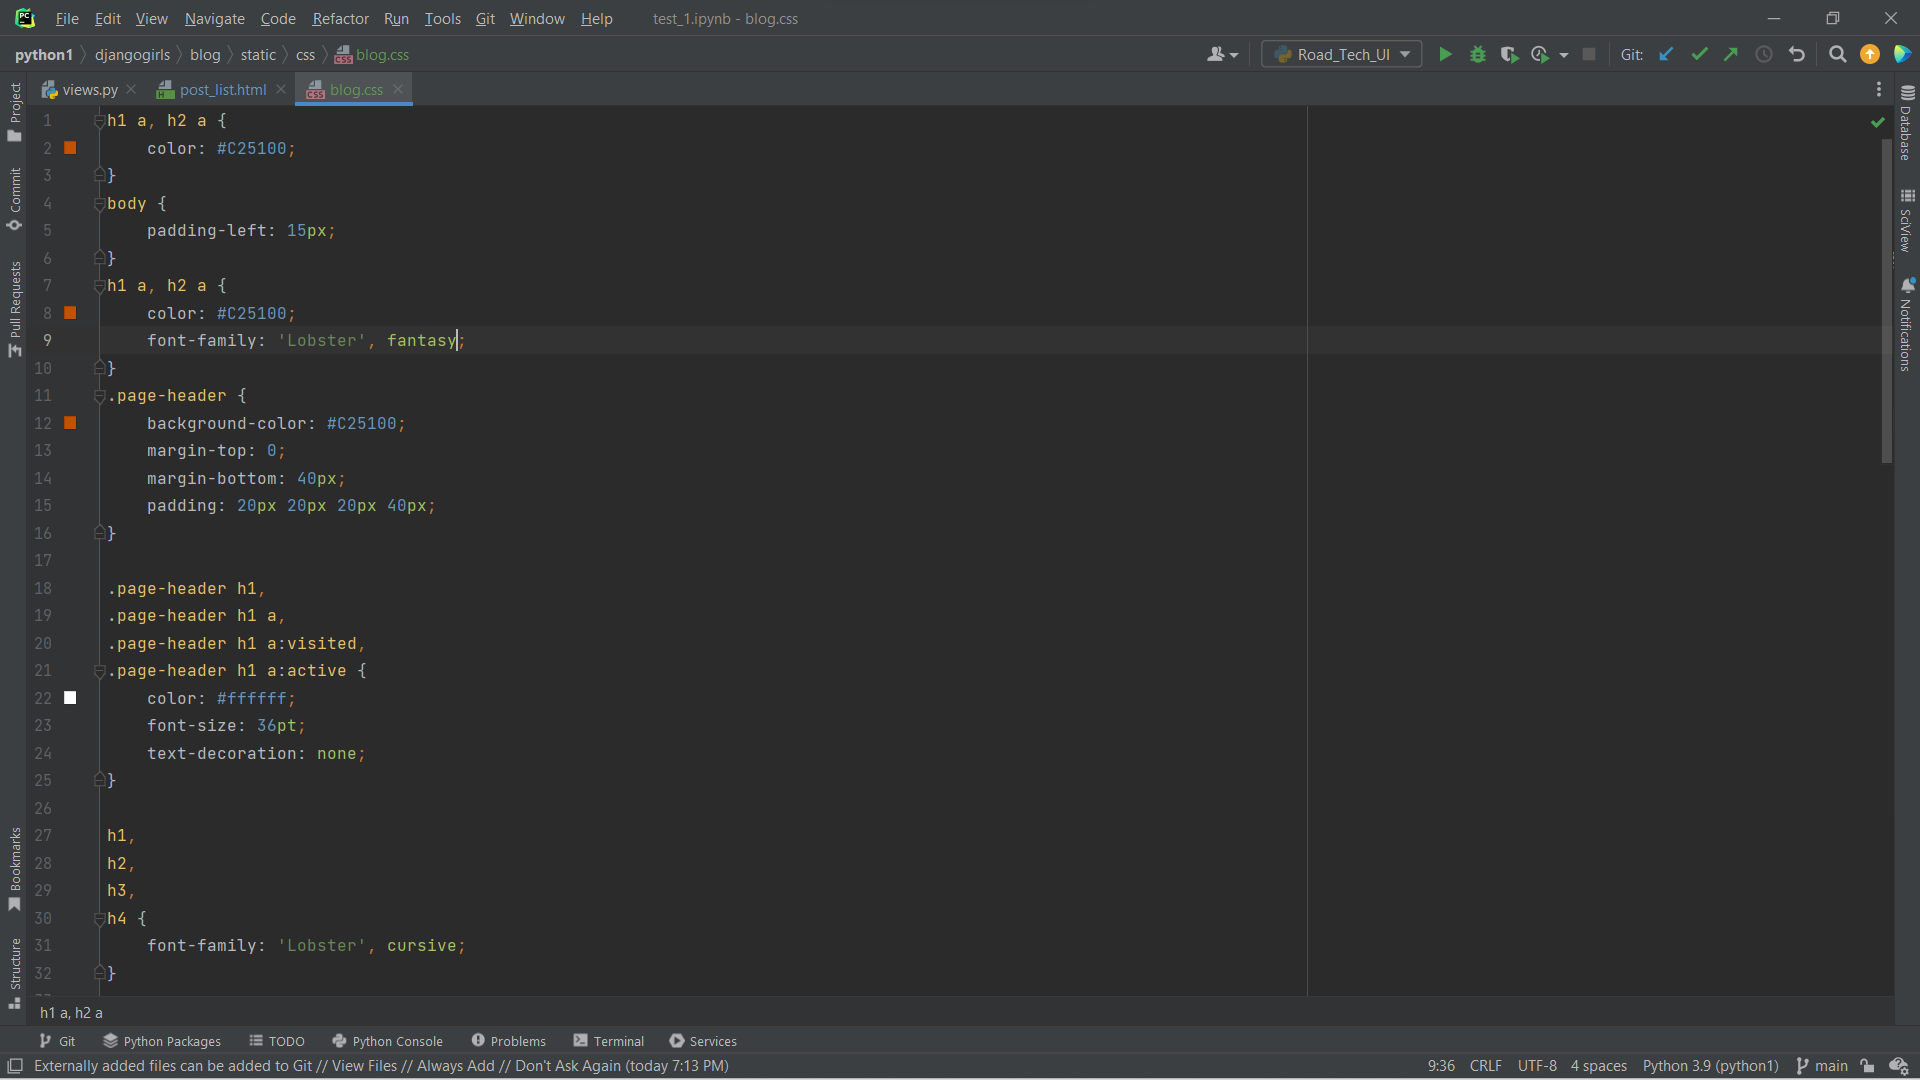 File Edit View Navigate Code Refactor Run Tools Git Window Help test_1.ipynb - blog.css
python1 djangogirls blog static css blog.css Road_Tech_UI Git:
views.py post_list.html blog.css
Project
Commit
Pull Requests
Bookmarks
Structure
1 h1 a, h2 a {
2 color: #C25100;
3 }
4 body {
5 padding-left: 15px;
6 }
7 h1 a, h2 a {
8 color: #C25100;
9 font-family: 'Lobster', fantasy;
10 }
11 .page-header {
12 background-color: #C25100;
13 margin-top: 0;
14 margin-bottom: 40px;
15 padding: 20px 20px 20px 40px;
16 }
17
18 .page-header h1,
19 .page-header h1 a,
20 .page-header h1 a:visited,
21 .page-header h1 a:active {
22 color: #ffffff;
23 font-size: 36pt;
24 text-decoration: none;
25 }
26
27 h1,
28 h2,
29 h3,
30 h4 {
31 font-family: 'Lobster', cursive;
32 }
Database
SciView
Notifications
h1 a, h2 a
Git Python Packages TODO Python Console Problems Terminal Services
Externally added files can be added to Git // View Files // Always Add // Don't Ask Again (today 7:13 PM) 9:36 CRLF UTF-8 4 spaces Python 3.9 (python1) main